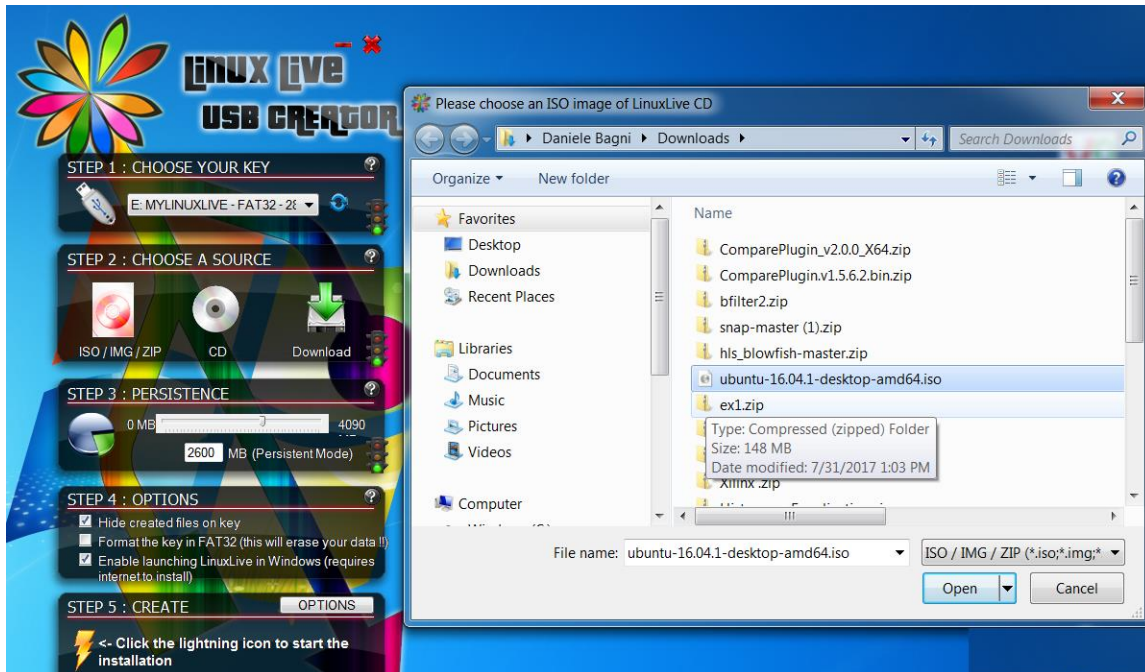 Linux Live
USB CREATOR
STEP 1 : CHOOSE YOUR KEY
?
E: MYLINUXLIVE - FAT32 - 28
STEP 2 : CHOOSE A SOURCE
?
ISO / IMG / ZIP
CD
Download
STEP 3 : PERSISTENCE
?
0 MB
4090
2600
MB (Persistent Mode)
STEP 4 : OPTIONS
?
Hide created files on key
Format the key in FAT32 (this will erase your data !!)
Enable launching LinuxLive in Windows (requires
internet to install)
STEP 5 : CREATE
OPTIONS
<- Click the lightning icon to start the
installation
Please choose an ISO image of LinuxLive CD
Daniele Bagni
Downloads
Search Downloads
Organize
New folder
Favorites
Desktop
Downloads
Recent Places
Libraries
Documents
Music
Pictures
Videos
Computer
Name
ComparePlugin_v2.0.0_X64.zip
ComparePlugin.v1.5.6.2.bin.zip
bfilter2.zip
snap-master (1).zip
hls_blowfish-master.zip
ubuntu-16.04.1-desktop-amd64.iso
ex1.zip
Type: Compressed (zipped) Folder
Size: 148 MB
Date modified: 7/31/2017 1:03 PM
Xilinx .zip
File name:
ubuntu-16.04.1-desktop-amd64.iso
ISO / IMG / ZIP (*.iso;*.img;*
Open
Cancel